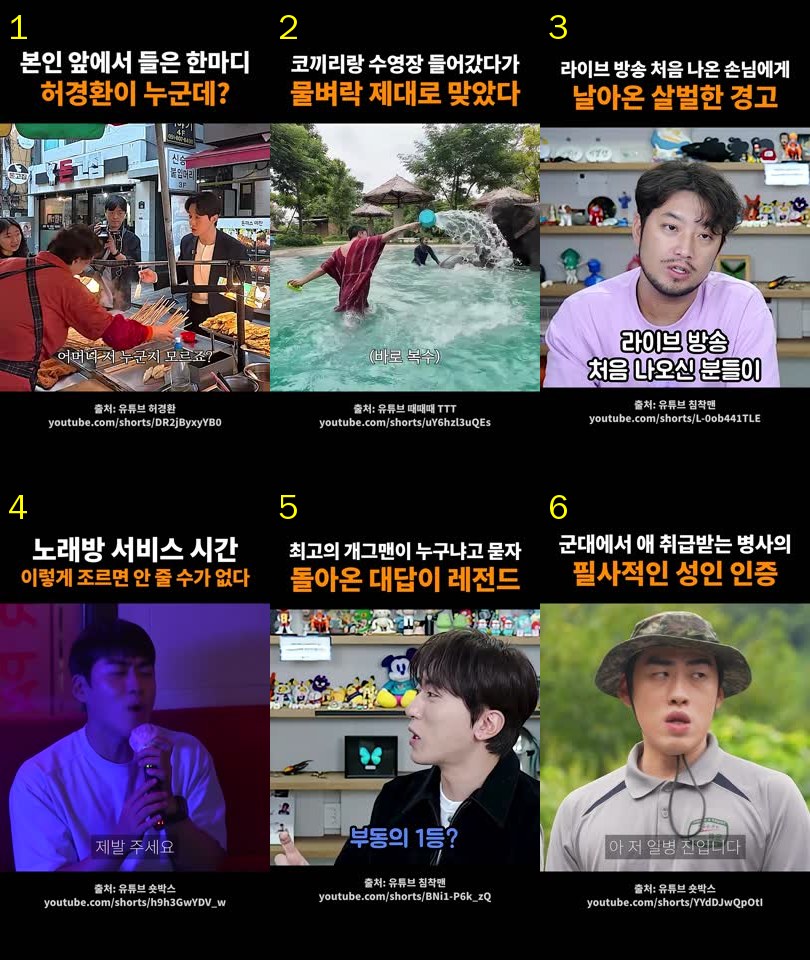 1
본인 앞에서 들은 한마디
허경환이 누군데?
어머니 저 누군지 모르죠?
출처: 유튜브 허경환
youtube.com/shorts/DR2jByxyYB0
2
코끼리랑 수영장 들어갔다가
물벼락 제대로 맞았다
(바로 복수)
출처: 유튜브 때때때 TTT
youtube.com/shorts/uY6hzl3uQEs
3
라이브 방송 처음 나온 손님에게
날아온 살벌한 경고
라이브 방송
처음 나오신 분들이
출처: 유튜브 침착맨
youtube.com/shorts/L-0ob441TLE
4
노래방 서비스 시간
이렇게 조르면 안 줄 수가 없다
제발 주세요
출처: 유튜브 숏박스
youtube.com/shorts/h9h3GwYDV_w
5
최고의 개그맨이 누구냐고 묻자
돌아온 대답이 레전드
부동의 1등?
출처: 유튜브 침착맨
youtube.com/shorts/BNi1-P6k_zQ
6
군대에서 애 취급받는 병사의
필사적인 성인 인증
아 저 일병 진입니다
출처: 유튜브 숏박스
youtube.com/shorts/YYdDJwQpOtI